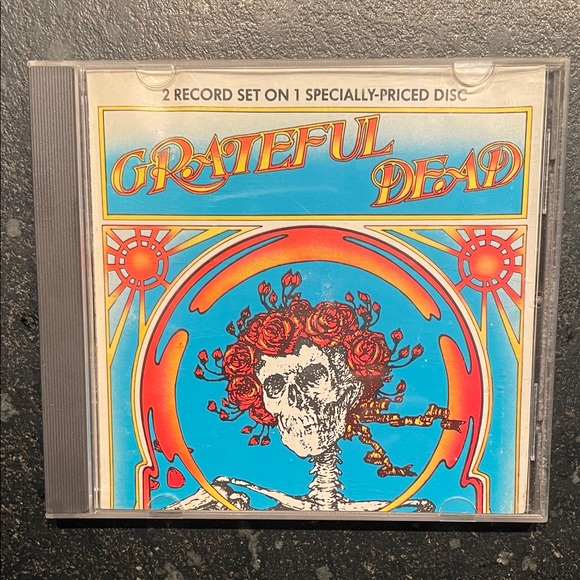 2 RECORD SET ON 1 SPECIALLY-PRICED DISC
GRATEFUL
DEAD